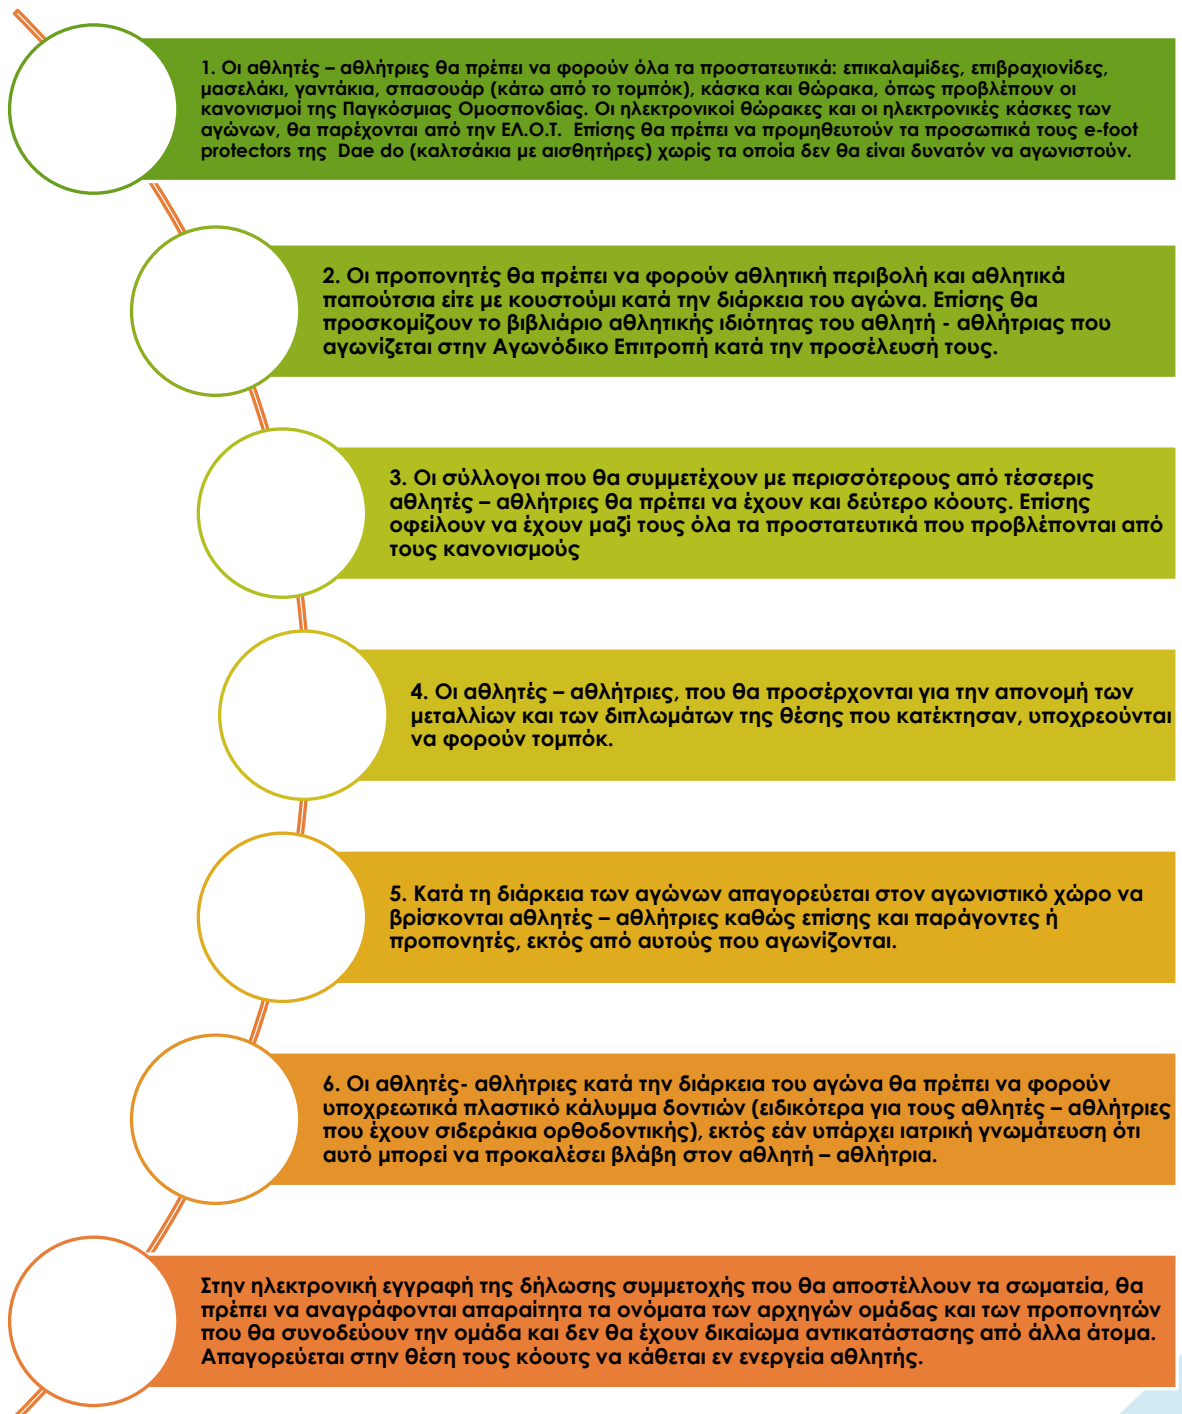 1. Οι αθλητές – αθλήτριες θα πρέπει να φορούν όλα τα προστατευτικά: επικαλαμίδες, επιβραχιονίδες,
μασελάκι, γαντάκια, σπασουάρ (κάτω από το τομπόκ), κάσκα και θώρακα, όπως προβλέπουν οι
κανονισμοί της Παγκόσμιας Ομοσπονδίας. Οι ηλεκτρονικοί θώρακες και οι ηλεκτρονικές κάσκες των
αγώνων, θα παρέχονται από την ΕΛ.Ο.Τ. Επίσης θα πρέπει να προμηθευτούν τα προσωπικά τους e-foot
protectors της Dae do (καλτσάκια με αισθητήρες) χωρίς τα οποία δεν θα είναι δυνατόν να αγωνιστούν.
2. Οι προπονητές θα πρέπει να φορούν αθλητική περιβολή και αθλητικά
παπούτσια είτε με κουστούμι κατά την διάρκεια του αγώνα. Επίσης θα
προσκομίζουν το βιβλιάριο αθλητικής ιδιότητας του αθλητή - αθλήτριας που
αγωνίζεται στην Αγωνόδικο Επιτροπή κατά την προσέλευσή τους.
3. Οι σύλλογοι που θα συμμετέχουν με περισσότερους από τέσσερις
αθλητές – αθλήτριες θα πρέπει να έχουν και δεύτερο κόουτς. Επίσης
οφείλουν να έχουν μαζί τους όλα τα προστατευτικά που προβλέπονται από
τους κανονισμούς
4. Οι αθλητές – αθλήτριες, που θα προσέρχονται για την απονομή των
μεταλλίων και των διπλωμάτων της θέσης που κατέκτησαν, υποχρεούνται
να φορούν τομπόκ.
5. Κατά τη διάρκεια των αγώνων απαγορεύεται στον αγωνιστικό χώρο να
βρίσκονται αθλητές – αθλήτριες καθώς επίσης και παράγοντες ή
προπονητές, εκτός από αυτούς που αγωνίζονται.
6. Οι αθλητές- αθλήτριες κατά την διάρκεια του αγώνα θα πρέπει να φορούν
υποχρεωτικά πλαστικό κάλυμμα δοντιών (ειδικότερα για τους αθλητές – αθλήτριες
που έχουν σιδεράκια ορθοδοντικής), εκτός εάν υπάρχει ιατρική γνωμάτευση ότι
αυτό μπορεί να προκαλέσει βλάβη στον αθλητή – αθλήτρια.
Στην ηλεκτρονική εγγραφή της δήλωσης συμμετοχής που θα αποστέλλουν τα σωματεία, θα
πρέπει να αναγράφονται απαραίτητα τα ονόματα των αρχηγών ομάδας και των προπονητών
που θα συνοδεύουν την ομάδα και δεν θα έχουν δικαίωμα αντικατάστασης από άλλα άτομα.
Απαγορεύεται στην θέση τους κόουτς να κάθεται εν ενεργεία αθλητής.